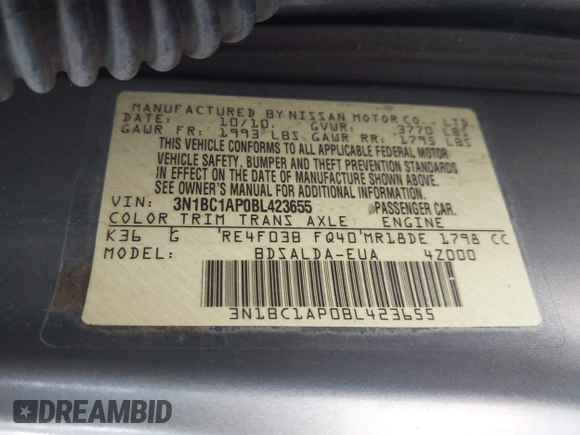 MANUFACTURED BY NISSAN MOTOR CO., LTD.
DATE: 10/10. GVWR: 3770 LBS
GAWR FR: 1993 LBS GAWR RR: 1795 LBS
THIS VEHICLE CONFORMS TO ALL APPLICABLE FEDERAL MOTOR
VEHICLE SAFETY, BUMPER AND THEFT PREVENTION STANDARDS
IN EFFECT ON THE DATE OF MANUFACTURE SHOWN ABOVE.
SEE OWNER'S MANUAL FOR ADDITIONAL INFORMATION.
VIN: 3N1BC1AP0BL423655 PASSENGER CAR.
COLOR TRIM TRANS AXLE ENGINE
K36 G RE4F03B FQ40 MR18DE 1798 CC
MODEL: BDSALDA-EUA 4Z000
3N1BC1AP0BL423655
DREAMBID